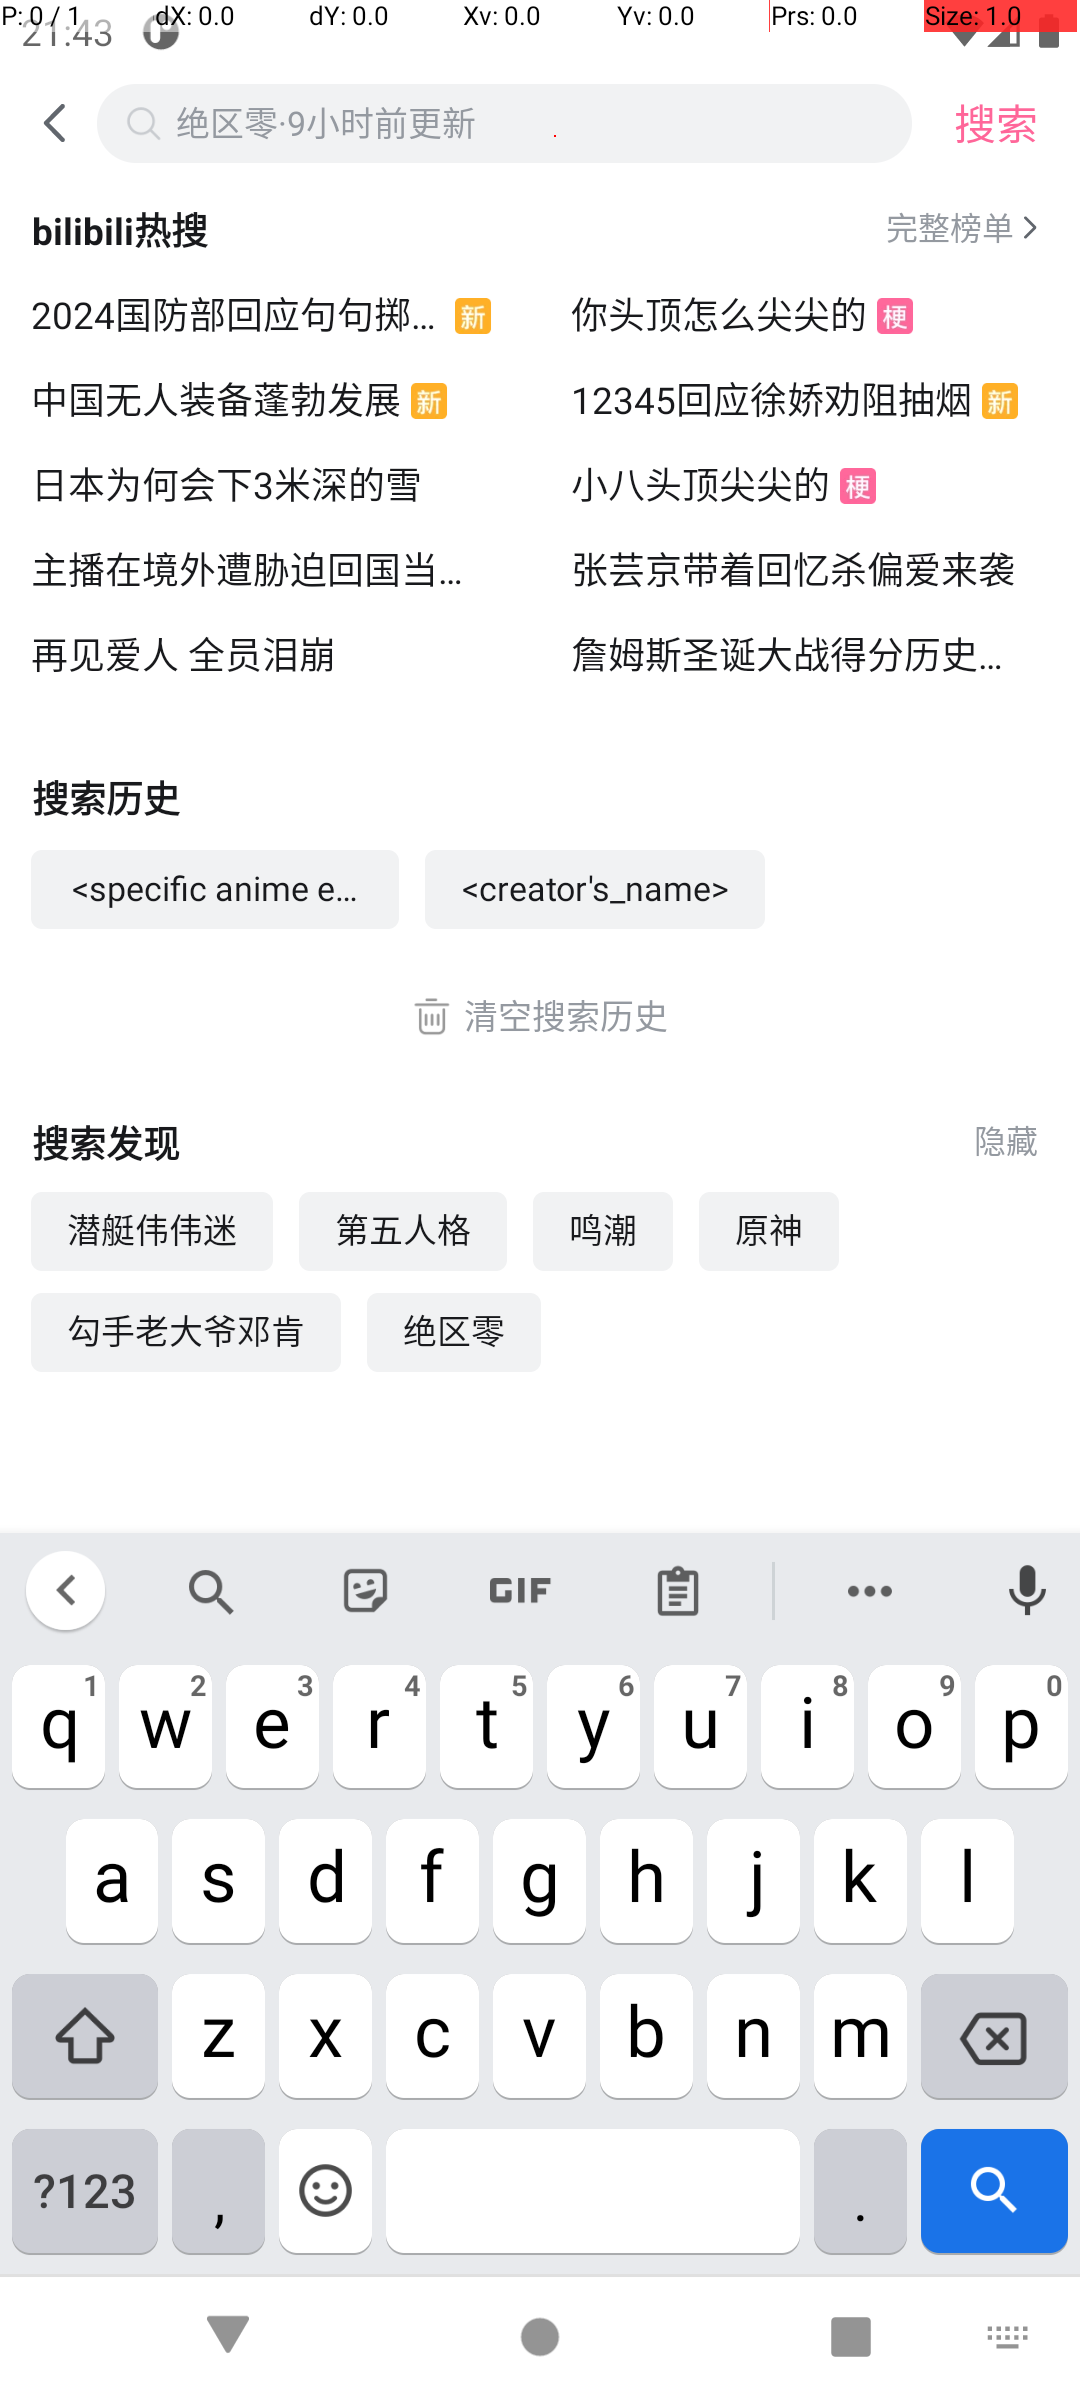 P: 0 / 1 dX: 0.0 dY: 0.0 Xv: 0.0 Yv: 0.0 Prs: 0.0 Size: 1.0
21:43
绝区零·9小时前更新 搜索
bilibili热搜 完整榜单
2024国防部回应句句掷... 新 你头顶怎么尖尖的 梗
中国无人装备蓬勃发展 新 12345回应徐娇劝阻抽烟 新
日本为何会下3米深的雪 小八头顶尖尖的 梗
主播在境外遭胁迫回国当... 张芸京带着回忆杀偏爱来袭
再见爱人 全员泪崩 詹姆斯圣诞大战得分历史...
搜索历史
<specific anime e... <creator's_name>
清空搜索历史
搜索发现 隐藏
潜艇伟伟迷 第五人格 鸣潮 原神
勾手老大爷邓肯 绝区零
GIF
q1 w2 e3 r4 t5 y6 u7 i8 o9 p0
a s d f g h j k l
z x c v b n m
?123 , .